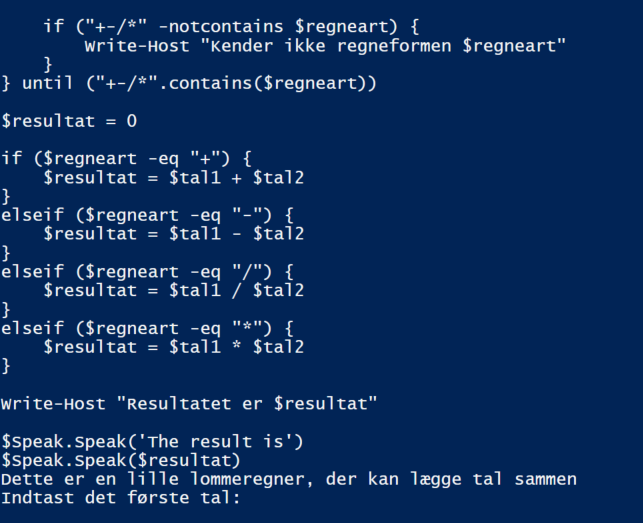 if ("+-/*" -notcontains $regneart) {
Write-Host "Kender ikke regneformen $regneart"
}
} until ("+-/*".contains($regneart))
$resultat = 0
if ($regneart -eq "+") {
$resultat = $tal1 + $tal2
}
elseif ($regneart -eq "-") {
$resultat = $tal1 - $tal2
}
elseif ($regneart -eq "/") {
$resultat = $tal1 / $tal2
}
elseif ($regneart -eq "*") {
$resultat = $tal1 * $tal2
}
Write-Host "Resultatet er $resultat"
$Speak.Speak('The result is')
$Speak.Speak($resultat)
Dette er en lille lommeregner, der kan lægge tal sammen
Indtast det første tal: